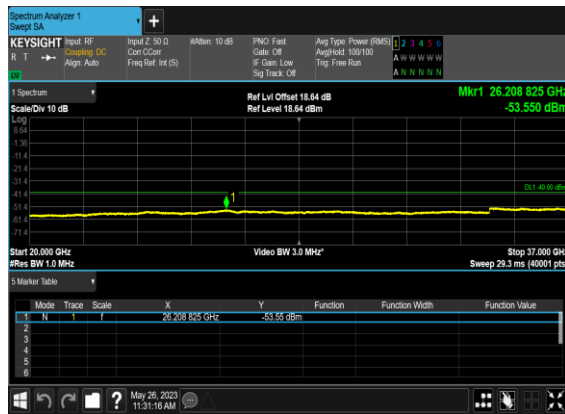 Spectrum Analyzer 1
Swept SA
KEYSIGHT Input: RF Input Z: 50 Ω #Atten: 10 dB PNO: Fast Avg Type: Power (RMS) 1 2 3 4 5 6
R T Coupling: DC Corr CCorr Gate: Off Avg|Hold: 100/100 A W W W W W
Align: Auto Freq Ref: Int (S) IF Gain: Low Trig: Free Run
Sig Track: Off A N N N N N
1 Spectrum Ref Lvl Offset 18.64 dB Mkr1 26.208 825 GHz
Scale/Div 10 dB Ref Level 18.64 dBm -53.550 dBm
Log
8.64
-1.36
-11.4
-21.4
-31.4
DL1 -40.00 dBm
-41.4
1
-51.4
-61.4
-71.4
Start 20.000 GHz Video BW 3.0 MHz* Stop 37.000 GHz
#Res BW 1.0 MHz Sweep 29.3 ms (40001 pts)
5 Marker Table
Mode Trace Scale X Y Function Function Width Function Value
1 N 1 f 26.208 825 GHz -53.55 dBm
2
3
4
5
6
? May 26, 2023
11:31:16 AM